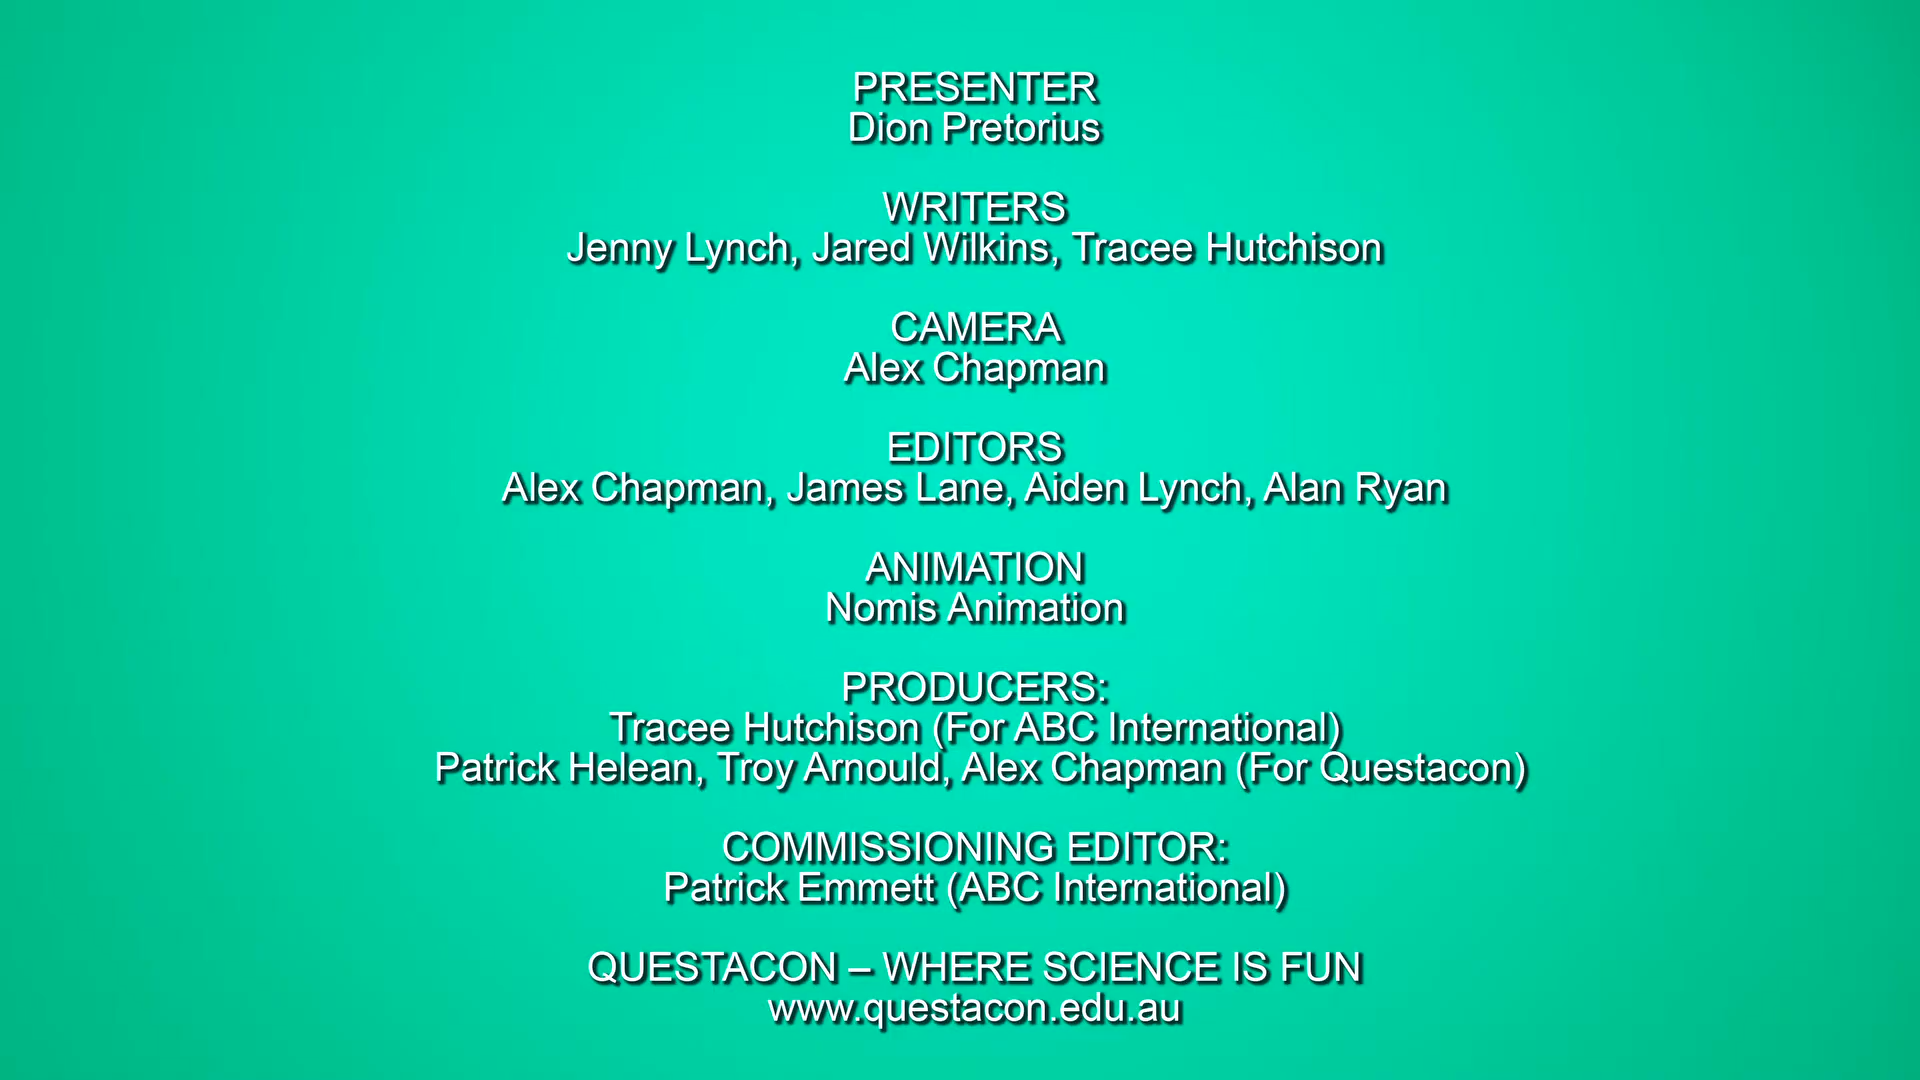 PRESENTER
Dion Pretorius
WRITERS
Jenny Lynch, Jared Wilkins, Tracee Hutchison
CAMERA
Alex Chapman
EDITORS
Alex Chapman, James Lane, Aiden Lynch, Alan Ryan
ANIMATION
Nomis Animation
PRODUCERS:
Tracee Hutchison (For ABC International)
Patrick Helean, Troy Arnould, Alex Chapman (For Questacon)
COMMISSIONING EDITOR:
Patrick Emmett (ABC International)
QUESTACON – WHERE SCIENCE IS FUN
www.questacon.edu.au